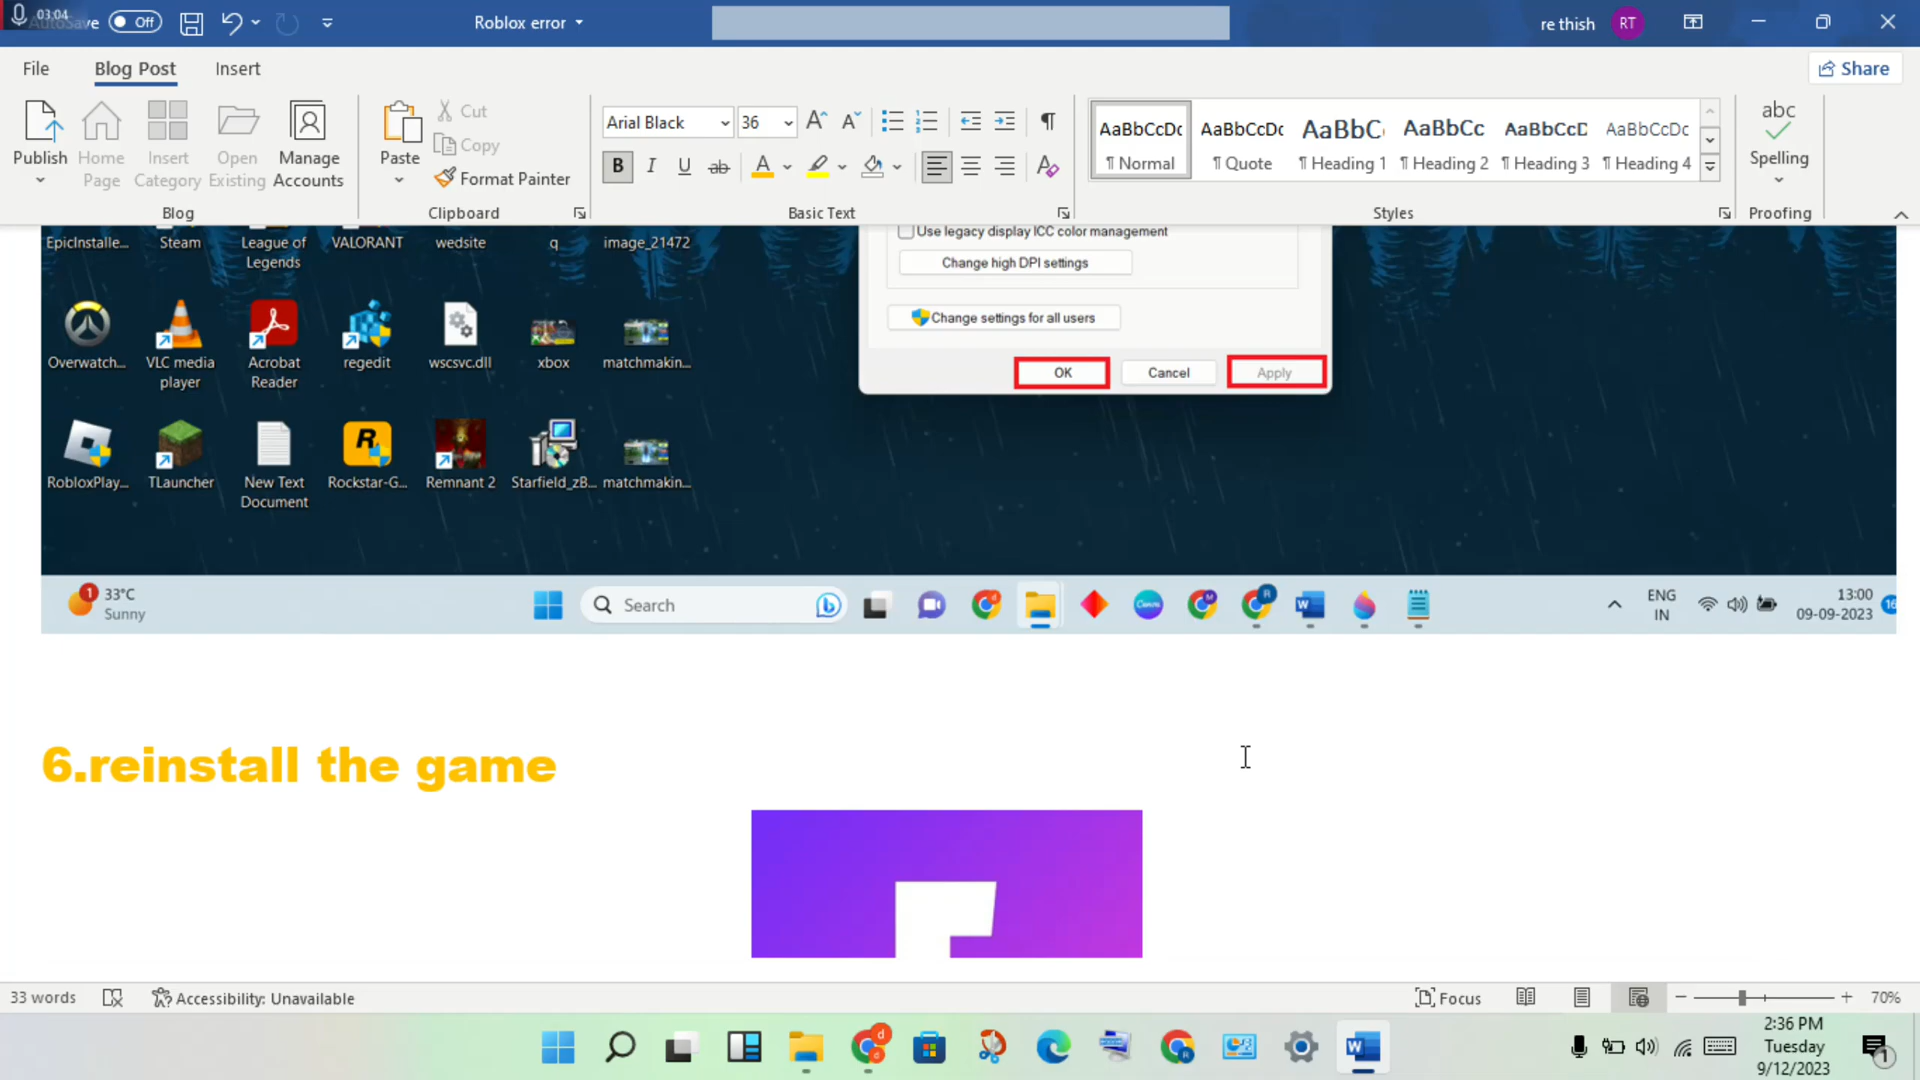 03:04
ve Off
Roblox error
re thish RT
File
Blog Post
Insert
Share
Publish
Home
Page
Insert
Category
Open
Existing
Manage
Accounts
Blog
Paste
Cut
Copy
Format Painter
Clipboard
Arial Black
36
Basic Text
AaBbCcDc
¶ Normal
AaBbCcDc
¶ Quote
AaBbC
¶ Heading 1
AaBbCc
¶ Heading 2
AaBbCcD
¶ Heading 3
AaBbCcDc
¶ Heading 4
Styles
abc
Spelling
Proofing
EpicInstalle...
Steam
League of
Legends
VALORANT
wedsite
q
image_21472
Overwatch...
VLC media
player
Acrobat
Reader
regedit
wscsvc.dll
xbox
matchmakin...
RobloxPlay...
TLauncher
New Text
Document
Rockstar-G...
Remnant 2
Starfield_zB...
matchmakin...
Use legacy display ICC color management
Change high DPI settings
Change settings for all users
OK
Cancel
Apply
1
33°C
Sunny
Search
ENG
IN
13:00
09-09-2023
6.reinstall the game
33 words
Accessibility: Unavailable
Focus
70%
2:36 PM
Tuesday
9/12/2023
1